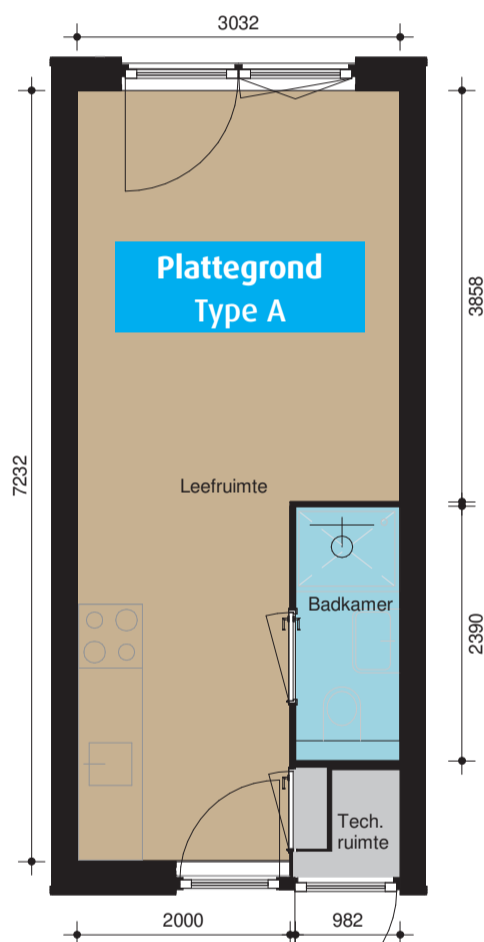 3032
Plattegrond
Type A
3858
7232
Leefruimte
Badkamer
2390
Tech.
ruimte
2000
982